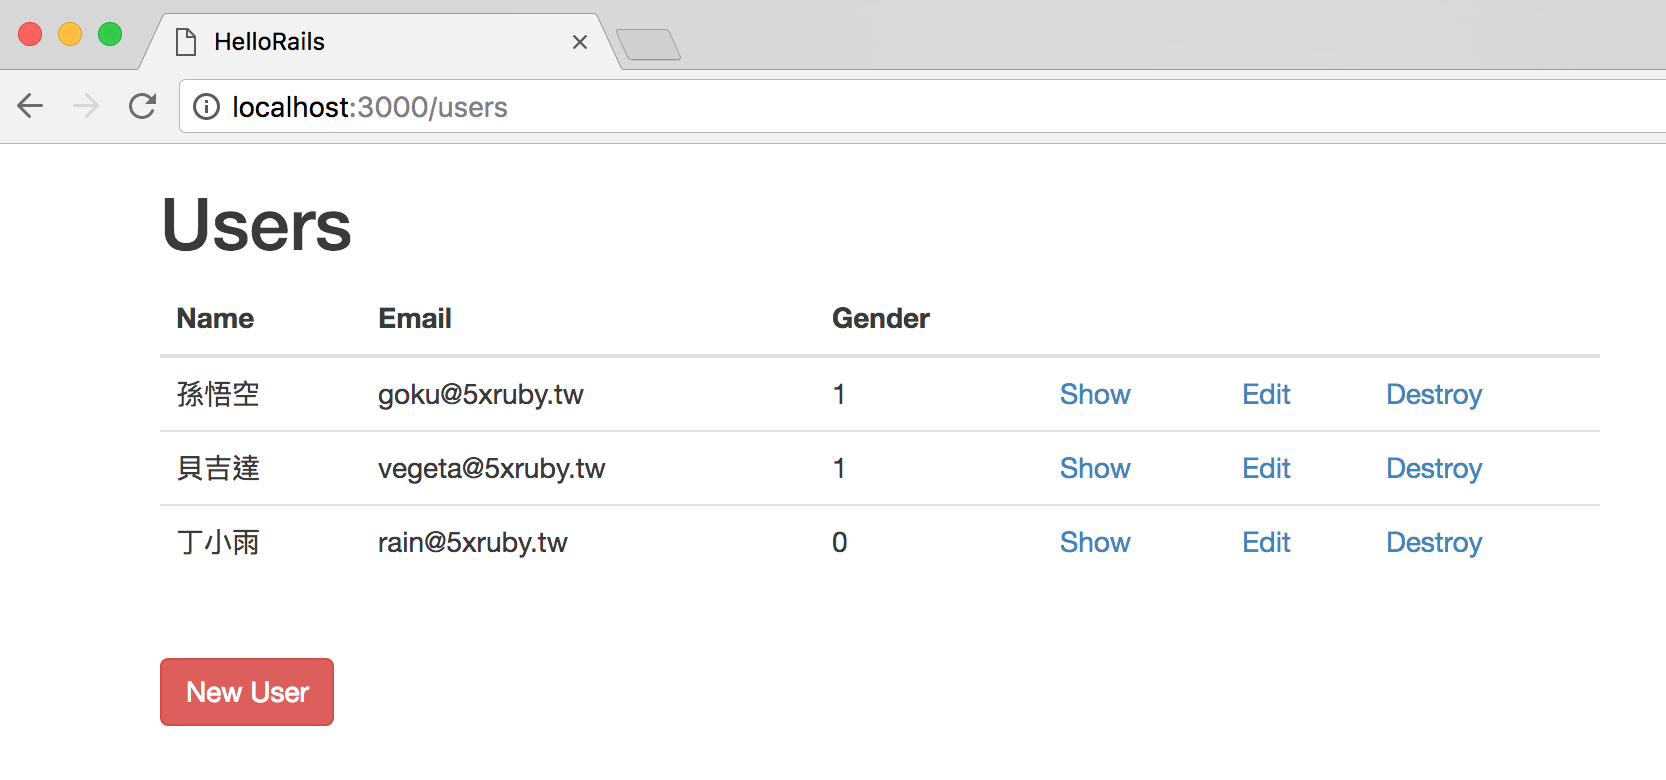 HelloRails
localhost:3000/users
Users
Name Email Gender
孫悟空 goku@5xruby.tw 1 Show Edit Destroy
貝吉達 vegeta@5xruby.tw 1 Show Edit Destroy
丁小雨 rain@5xruby.tw 0 Show Edit Destroy
New User